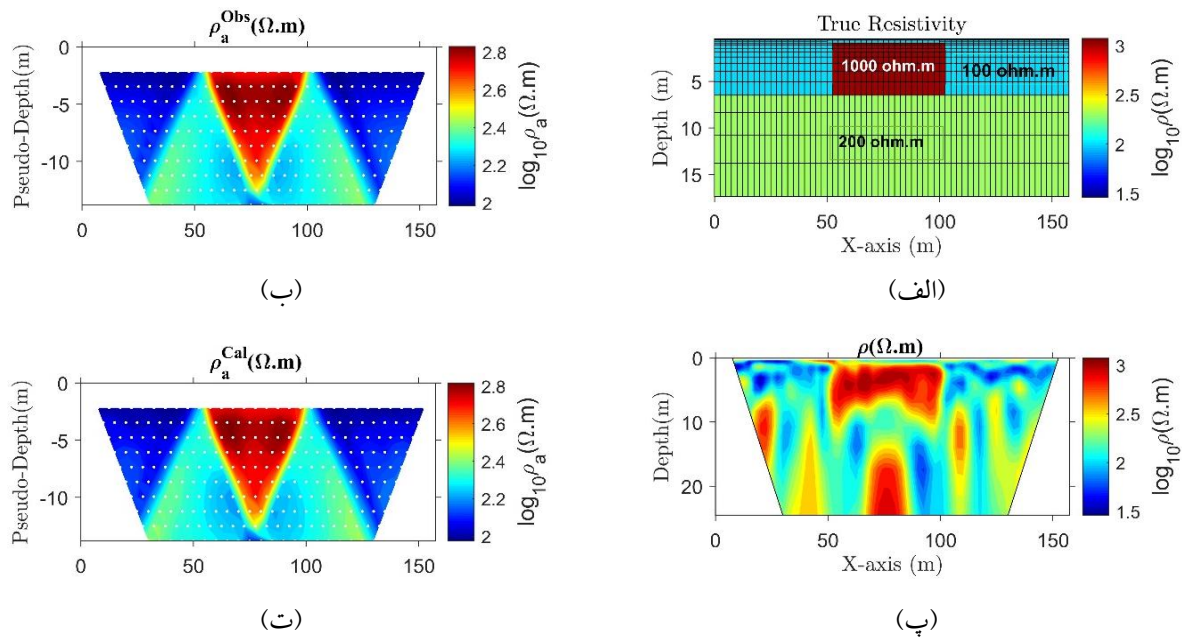 True Resistivity
1000 ohm.m
100 ohm.m
200 ohm.m
Depth (m)
5
10
15
0 50 100 150
X-axis (m)
3
2.5
2
1.5
log10ρ(Ω.m)
(الف)
ρaObs(Ω.m)
Pseudo-Depth(m)
0
-5
-10
0 50 100 150
2.8
2.6
2.4
2.2
2
log10ρa(Ω.m)
(ب)
ρ(Ω.m)
Depth(m)
0
10
20
0 50 100 150
X-axis (m)
3
2.5
2
1.5
log10ρ(Ω.m)
(پ)
ρaCal(Ω.m)
Pseudo-Depth(m)
0
-5
-10
0 50 100 150
2.8
2.6
2.4
2.2
2
log10ρa(Ω.m)
(ت)